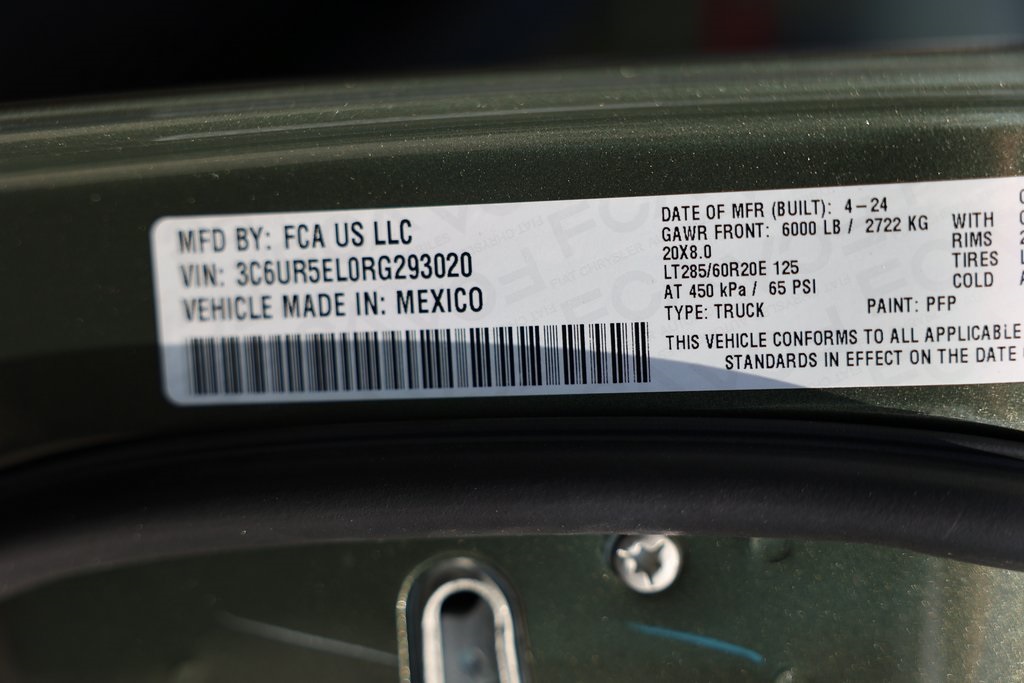 MFD BY: FCA US LLC
VIN: 3C6UR5EL0RG293020
VEHICLE MADE IN: MEXICO
DATE OF MFR (BUILT): 4-24
GAWR FRONT: 6000 LB / 2722 KG
20X8.0
LT285/60R20E 125
AT 450 kPa / 65 PSI
TYPE: TRUCK
PAINT: PFP
WITH
RIMS
TIRES
COLD
THIS VEHICLE CONFORMS TO ALL APPLICABLE
STANDARDS IN EFFECT ON THE DATE